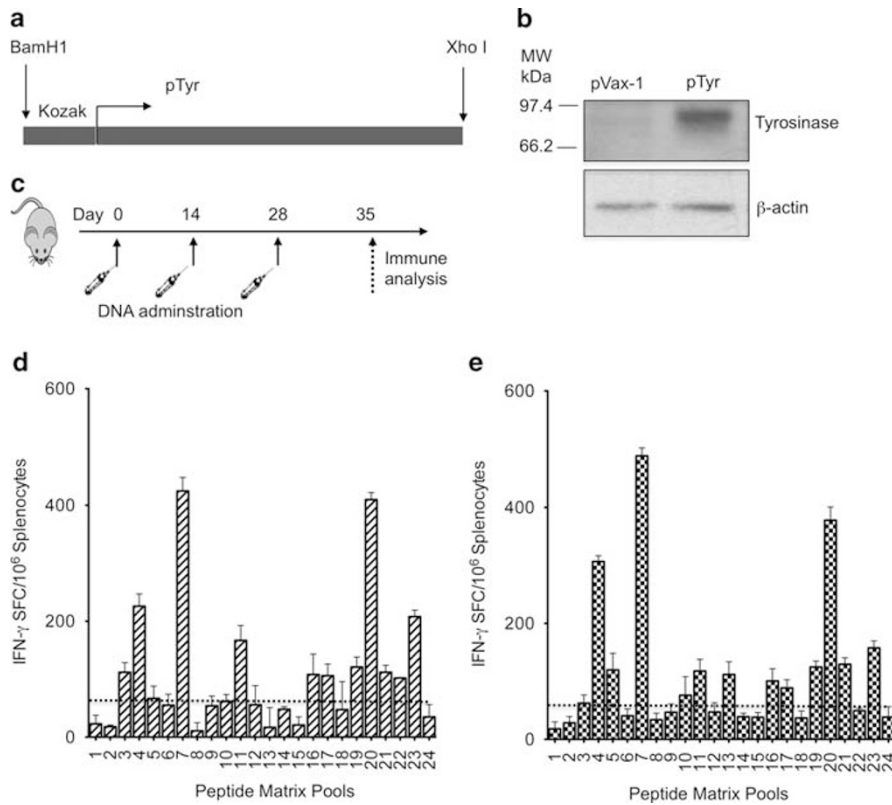 a
BamH1
Xho I
pTyr
Kozak
b
MW
kDa
pVax-1 pTyr
97.4
66.2
Tyrosinase
β-actin
c
Day 0 14 28 35
Immune
analysis
DNA adminstration
d
600
400
200
0
IFN-γ SFC/10⁶ Splenocytes
1 2 3 4 5 6 7 8 9 10 11 12 13 14 15 16 17 18 19 20 21 22 23 24
Peptide Matrix Pools
e
600
400
200
0
IFN-γ SFC/10⁶ Splenocytes
1 2 3 4 5 6 7 8 9 10 11 12 13 14 15 16 17 18 19 20 21 22 23 24
Peptide Matrix Pools